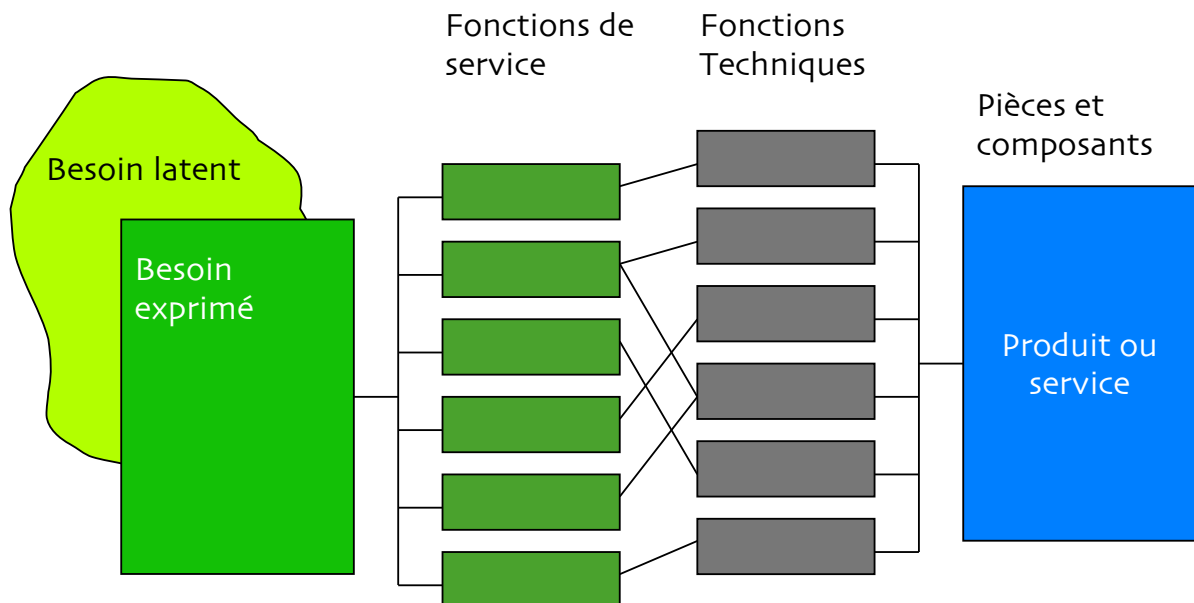 Fonctions de
service
Fonctions
Techniques
Pièces et
composants
Besoin latent
Besoin
exprimé
Produit ou
service